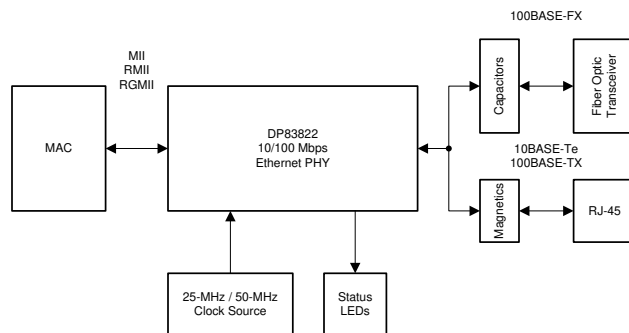 100BASE-FX
MII
RMII
RGMII
MAC
DP83822
10/100 Mbps
Ethernet PHY
Capacitors
Fiber Optic
Transceiver
10BASE-Te
100BASE-TX
Magnetics
RJ-45
25-MHz / 50-MHz
Clock Source
Status
LEDs